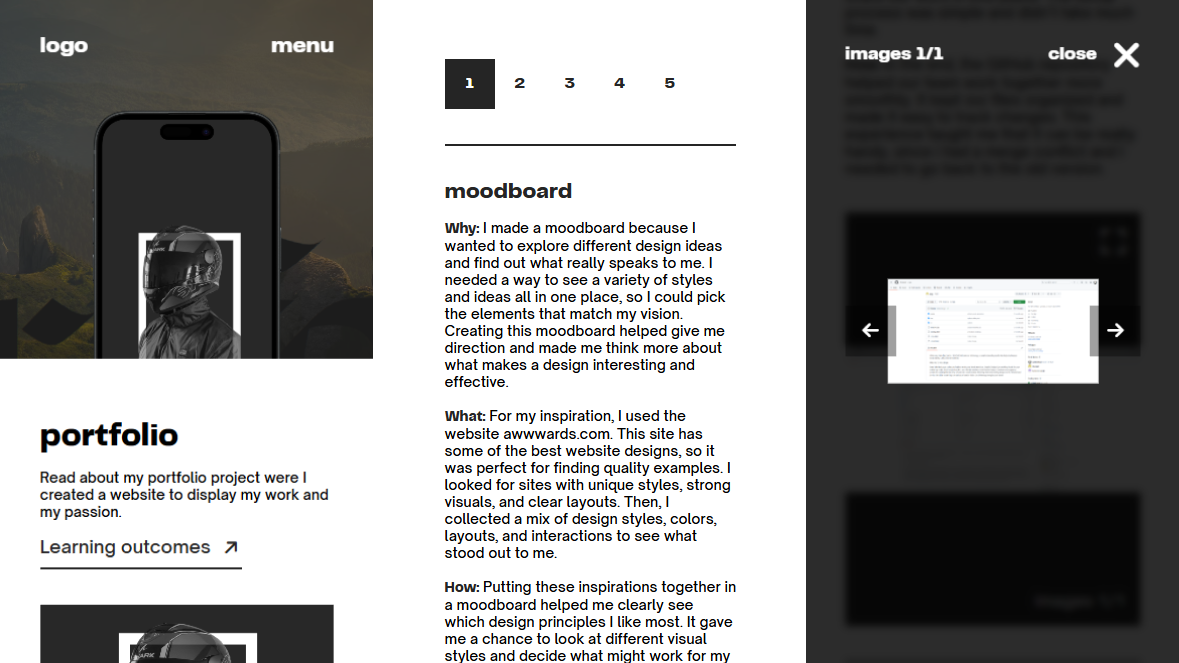 logo
menu
portfolio
Read about my portfolio project were I
created a website to display my work and
my passion.
Learning outcomes
1 2 3 4 5
moodboard
Why: I made a moodboard because I
wanted to explore different design ideas
and find out what really speaks to me. I
needed a way to see a variety of styles
and ideas all in one place, so I could pick
the elements that match my vision.
Creating this moodboard helped give me
direction and made me think more about
what makes a design interesting and
effective.
What: For my inspiration, I used the
website awwwards.com. This site has
some of the best website designs, so it
was perfect for finding quality examples. I
looked for sites with unique styles, strong
visuals, and clear layouts. Then, I
collected a mix of design styles, colors,
layouts, and interactions to see what
stood out to me.
How: Putting these inspirations together in
a moodboard helped me clearly see
which design principles I like most. It gave
me a chance to look at different visual
styles and decide what might work for my
images 1/1
close
images 1/1